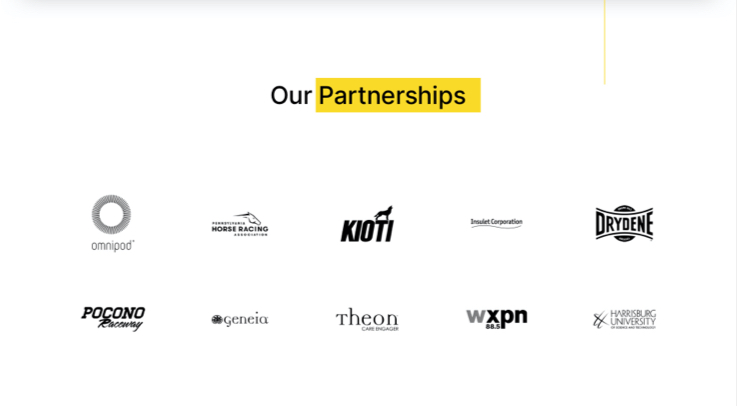 Our Partnerships
omnipod
PENNSYLVANIA
HORSE RACING
ASSOCIATION
KIOTI
Insulet Corporation
DRYDENE
POCONO
Raceway
geneia
Theon
CARE ENGAGER
wxpn
88.5
HARRISBURG
UNIVERSITY
OF SCIENCE AND TECHNOLOGY